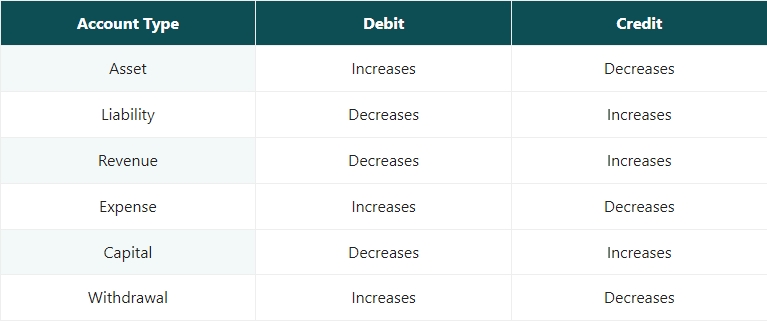 Account Type Debit Credit
Asset Increases Decreases
Liability Decreases Increases
Revenue Decreases Increases
Expense Increases Decreases
Capital Decreases Increases
Withdrawal Increases Decreases